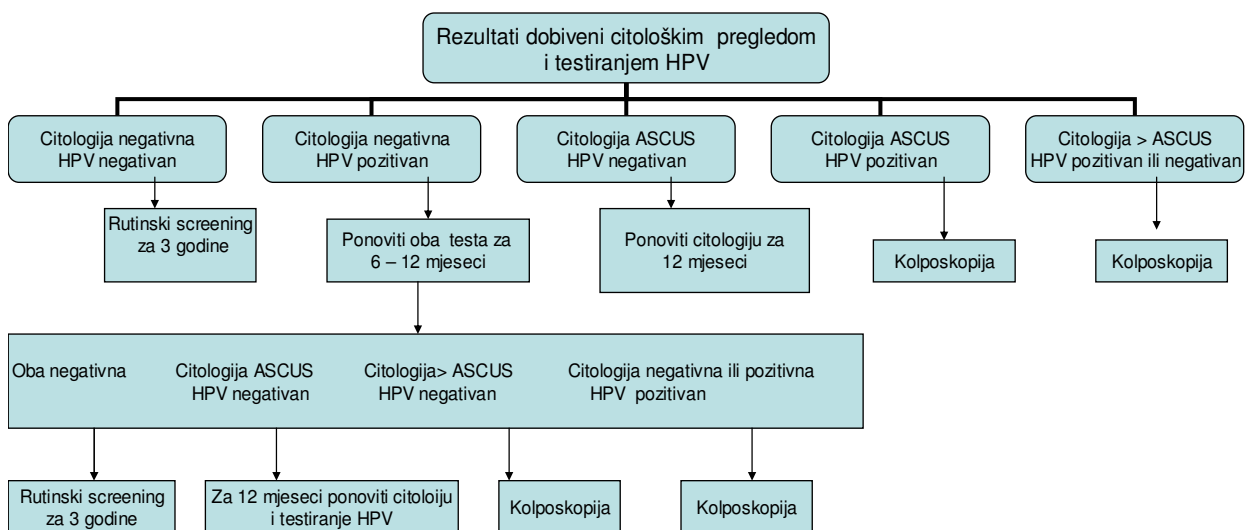 Rezultati dobiveni citološkim pregledom
i testiranjem HPV
Citologija negativna
HPV negativan
Citologija negativna
HPV pozitivan
Citologija ASCUS
HPV negativan
Citologija ASCUS
HPV pozitivan
Citologija > ASCUS
HPV pozitivan ili negativan
Rutinski screening
za 3 godine
Ponoviti oba testa za
6 – 12 mjeseci
Ponoviti citologiju za
12 mjeseci
Kolposkopija
Kolposkopija
Oba negativna
Citologija ASCUS
HPV negativan
Citologija> ASCUS
HPV negativan
Citologija negativna ili pozitivna
HPV pozitivan
Rutinski screening
za 3 godine
Za 12 mjeseci ponoviti citoloiju
i testiranje HPV
Kolposkopija
Kolposkopija